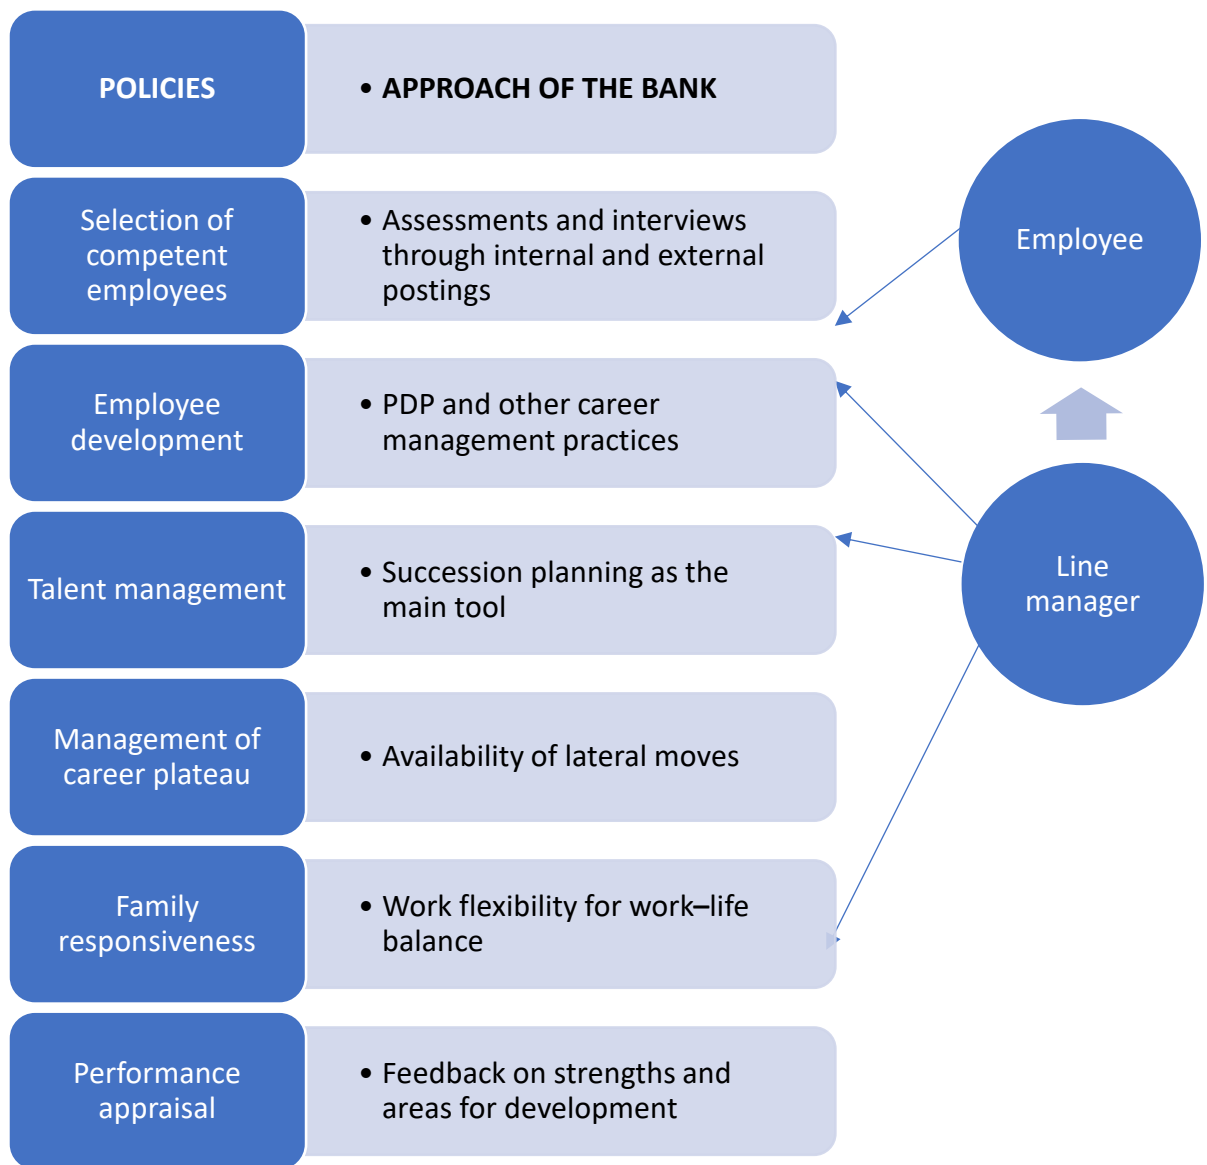 POLICIES
• APPROACH OF THE BANK
Selection of
competent
employees
• Assessments and interviews
through internal and external
postings
Employee
Employee
development
• PDP and other career
management practices
Talent management
• Succession planning as the
main tool
Line
manager
Management of
career plateau
• Availability of lateral moves
Family
responsiveness
• Work flexibility for work–life
balance
Performance
appraisal
• Feedback on strengths and
areas for development